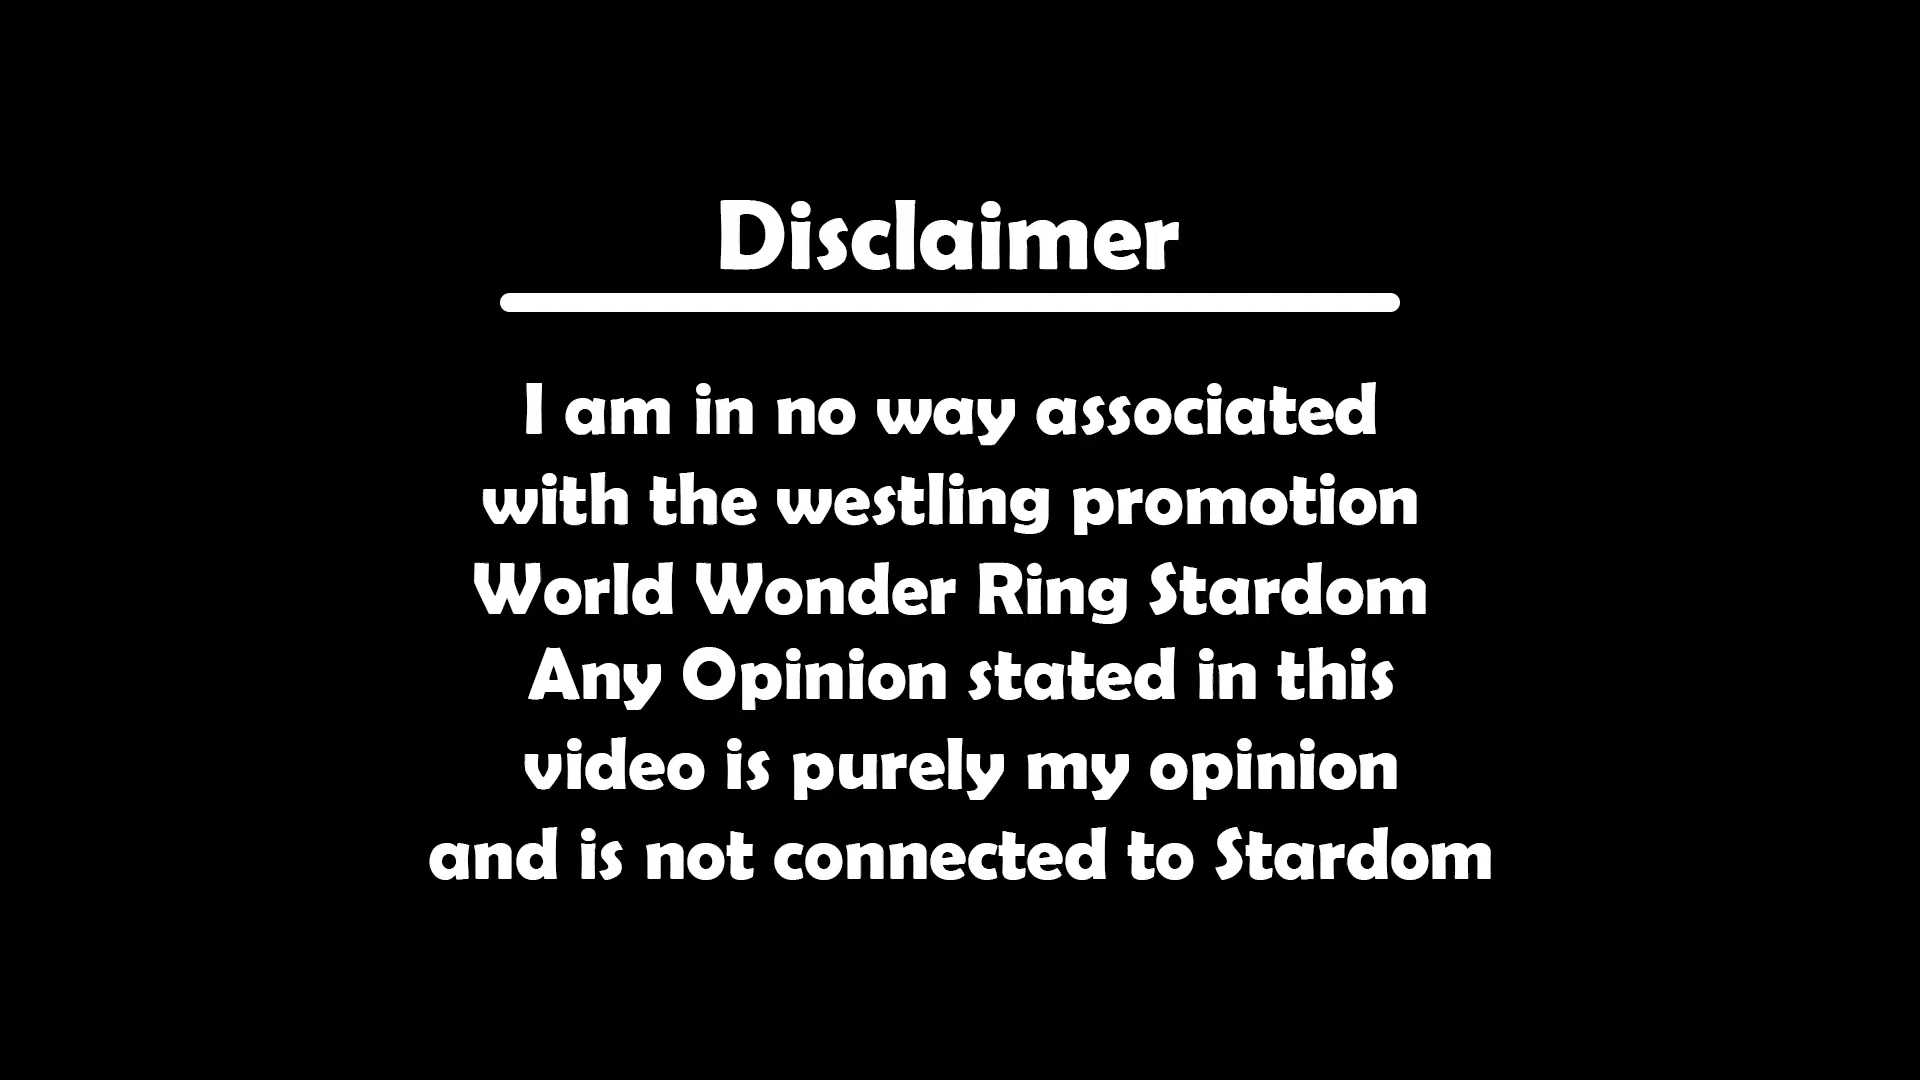 Disclaimer
I am in no way associated
with the westling promotion
World Wonder Ring Stardom
Any Opinion stated in this
video is purely my opinion
and is not connected to Stardom